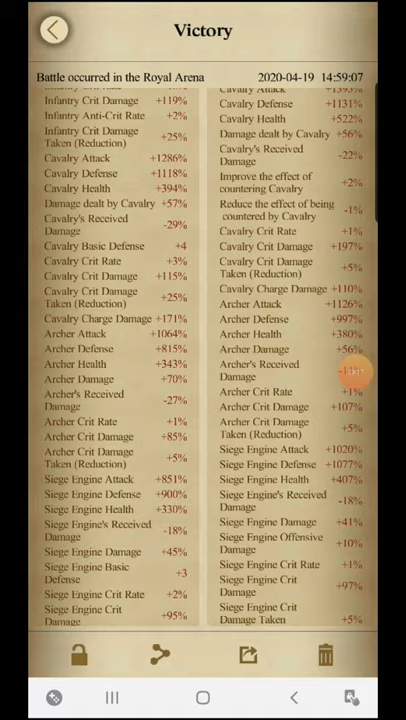 Victory
Battle occurred in the Royal Arena 2020-04-19 14:59:07
Infantry Crit Damage +119%
Infantry Anti-Crit Rate +2%
Infantry Crit Damage
Taken (Reduction) +25%
Cavalry Attack +1286%
Cavalry Defense +1118%
Cavalry Health +394%
Damage dealt by Cavalry +57%
Cavalry's Received
Damage -29%
Cavalry Basic Defense +4
Cavalry Crit Rate +3%
Cavalry Crit Damage +115%
Cavalry Crit Damage
Taken (Reduction) +25%
Cavalry Charge Damage +171%
Archer Attack +1064%
Archer Defense +815%
Archer Health +343%
Archer Damage +70%
Archer's Received
Damage -27%
Archer Crit Rate +1%
Archer Crit Damage +85%
Archer Crit Damage
Taken (Reduction) +5%
Siege Engine Attack +851%
Siege Engine Defense +900%
Siege Engine Health +330%
Siege Engine's Received
Damage -18%
Siege Engine Damage +45%
Siege Engine Basic
Defense +3
Siege Engine Crit Rate +2%
Siege Engine Crit
Damage +95%
Cavalry Attack
Cavalry Defense +1131%
Cavalry Health +522%
Damage dealt by Cavalry +56%
Cavalry's Received
Damage -22%
Improve the effect of
countering Cavalry +2%
Reduce the effect of being
countered by Cavalry -1%
Cavalry Crit Rate +1%
Cavalry Crit Damage +197%
Cavalry Crit Damage
Taken (Reduction) +5%
Cavalry Charge Damage +110%
Archer Attack +1126%
Archer Defense +997%
Archer Health +380%
Archer Damage +56%
Archer's Received
Damage
Archer Crit Rate +1%
Archer Crit Damage +107%
Archer Crit Damage
Taken (Reduction) +5%
Siege Engine Attack +1020%
Siege Engine Defense +1077%
Siege Engine Health +407%
Siege Engine's Received
Damage -18%
Siege Engine Damage +41%
Siege Engine Offensive
Damage +10%
Siege Engine Crit Rate +1%
Siege Engine Crit
Damage +97%
Siege Engine Crit
Damage Taken +5%